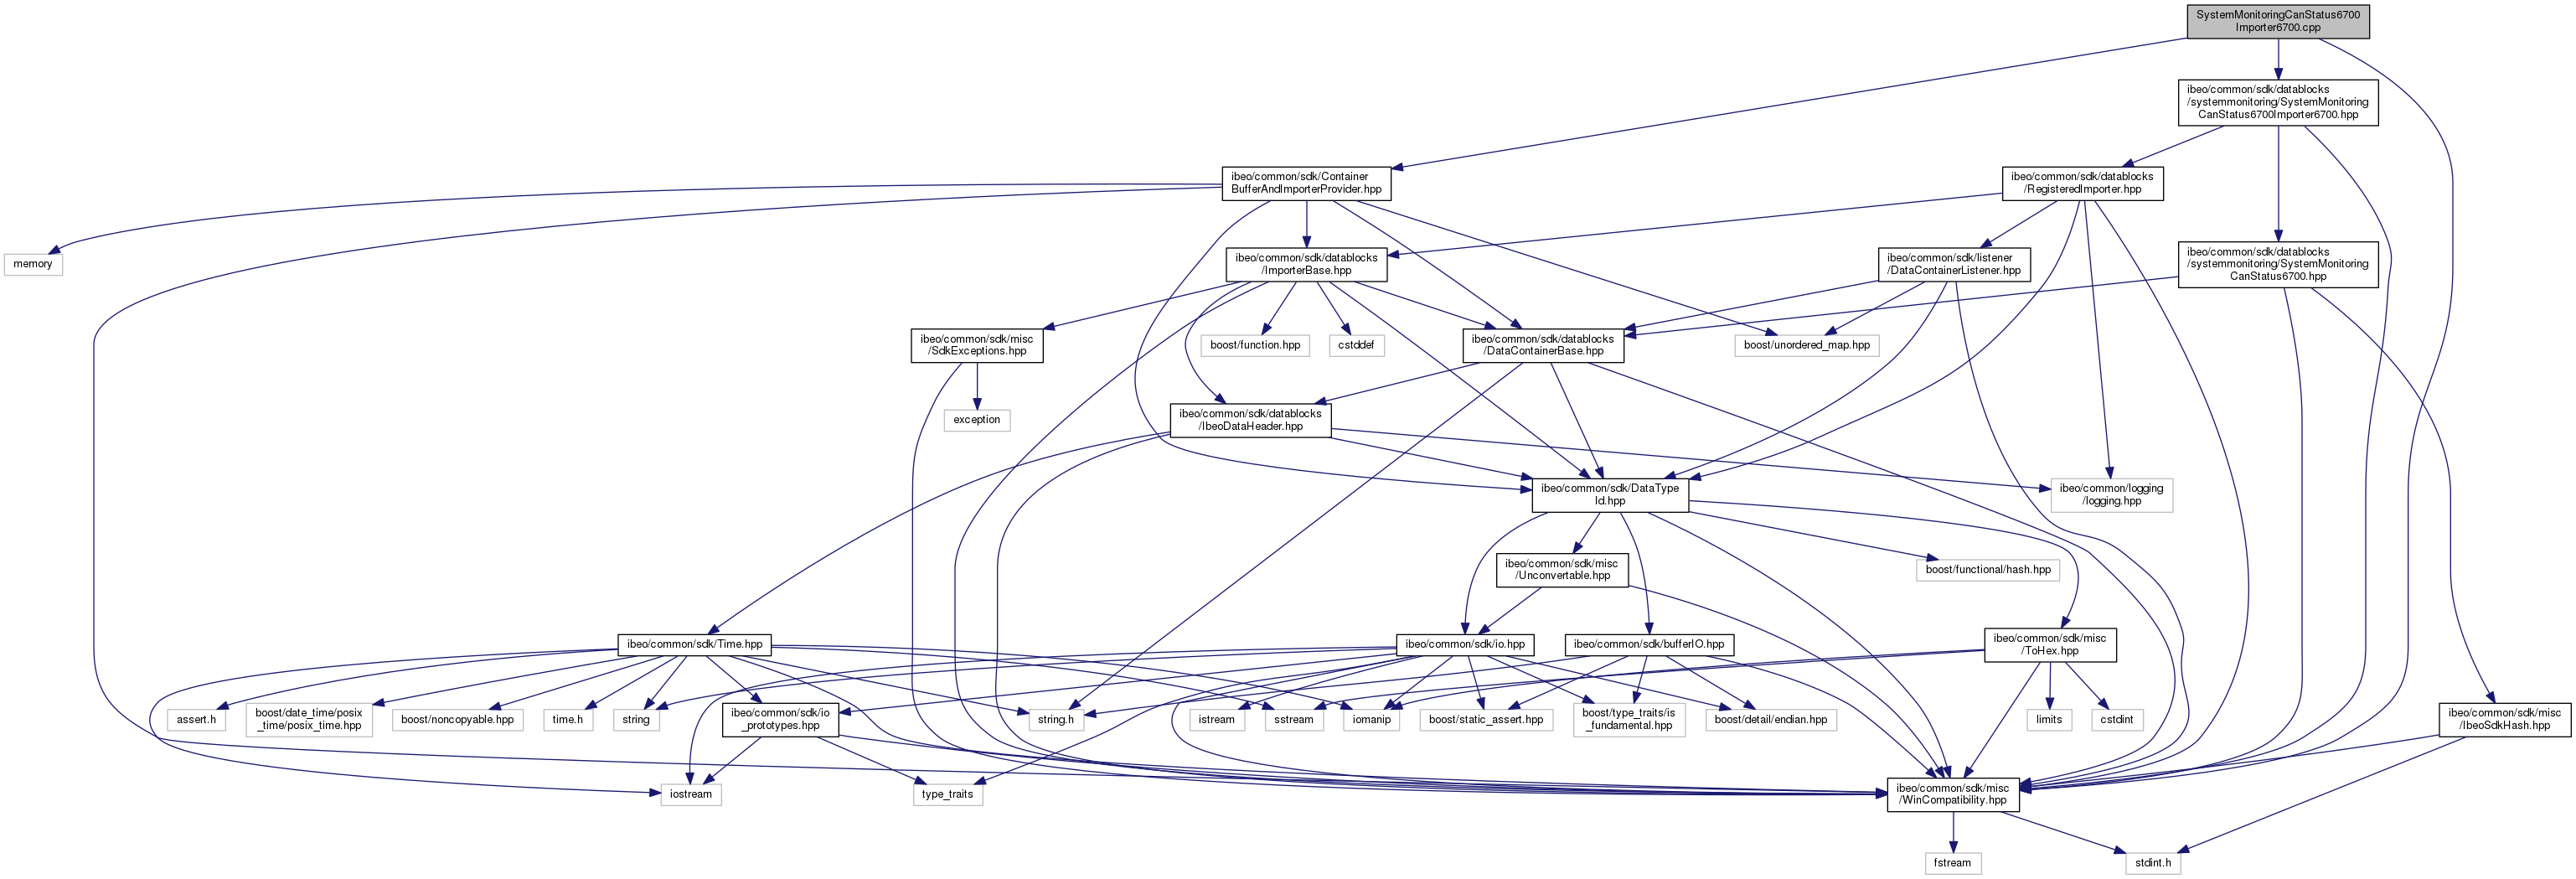 SystemMonitoringCanStatus6700
Importer6700.cpp
ibeo/common/sdk/datablocks
/systemmonitoring/SystemMonitoring
CanStatus6700Importer6700.hpp
ibeo/common/sdk/Container
BufferAndImporterProvider.hpp
ibeo/common/sdk/datablocks
/RegisteredImporter.hpp
memory
ibeo/common/sdk/datablocks
/ImporterBase.hpp
ibeo/common/sdk/listener
/DataContainerListener.hpp
ibeo/common/sdk/datablocks
/systemmonitoring/SystemMonitoring
CanStatus6700.hpp
ibeo/common/sdk/misc
/SdkExceptions.hpp
boost/function.hpp
cstddef
ibeo/common/sdk/datablocks
/DataContainerBase.hpp
boost/unordered_map.hpp
exception
ibeo/common/sdk/datablocks
/IbeoDataHeader.hpp
ibeo/common/sdk/DataType
Id.hpp
ibeo/common/logging
/logging.hpp
ibeo/common/sdk/misc
/Unconvertable.hpp
boost/functional/hash.hpp
ibeo/common/sdk/Time.hpp
ibeo/common/sdk/io.hpp
ibeo/common/sdk/bufferIO.hpp
ibeo/common/sdk/misc
/ToHex.hpp
assert.h
boost/date_time/posix
_time/posix_time.hpp
boost/noncopyable.hpp
time.h
string
ibeo/common/sdk/io
_prototypes.hpp
string.h
istream
sstream
iomanip
boost/static_assert.hpp
boost/type_traits/is
_fundamental.hpp
boost/detail/endian.hpp
limits
cstdint
ibeo/common/sdk/misc
/IbeoSdkHash.hpp
iostream
type_traits
ibeo/common/sdk/misc
/WinCompatibility.hpp
fstream
stdint.h